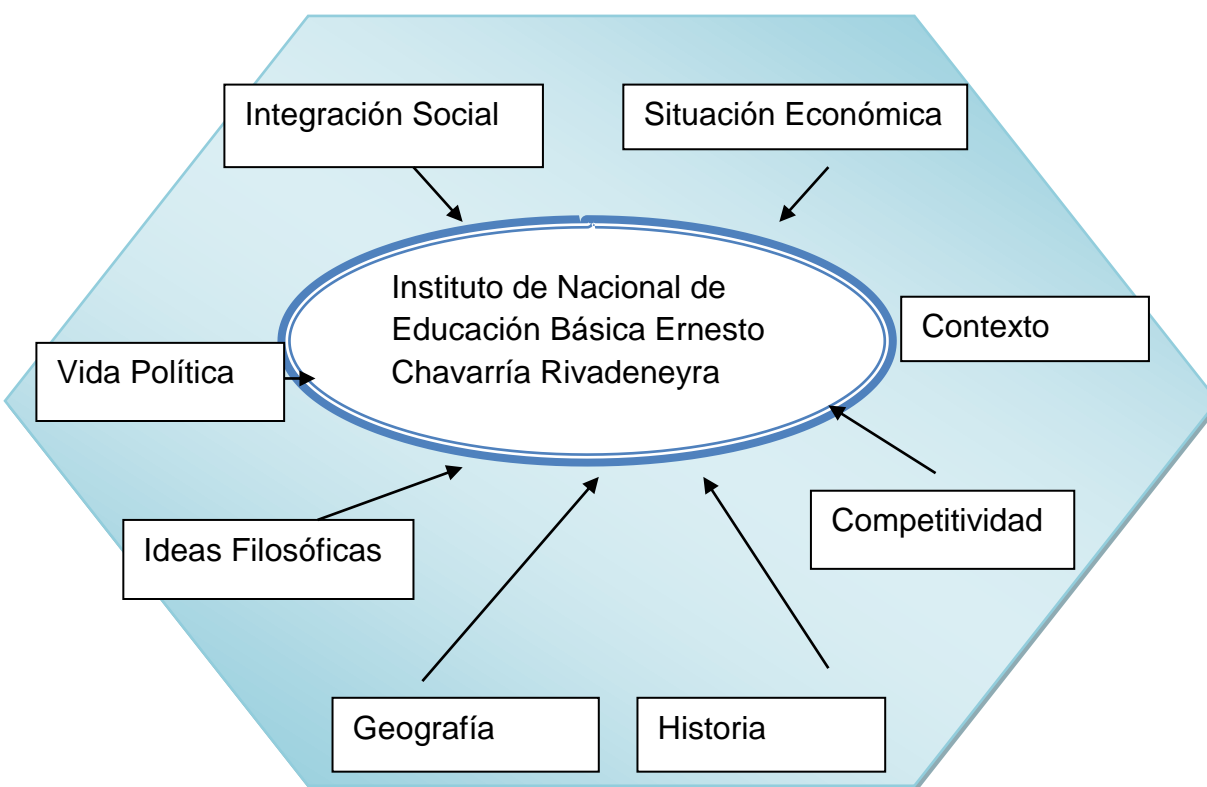 Integración Social
Situación Económica
Instituto de Nacional de
Educación Básica Ernesto
Chavarría Rivadeneyra
Contexto
Vida Política
Competitividad
Ideas Filosóficas
Geografía
Historia